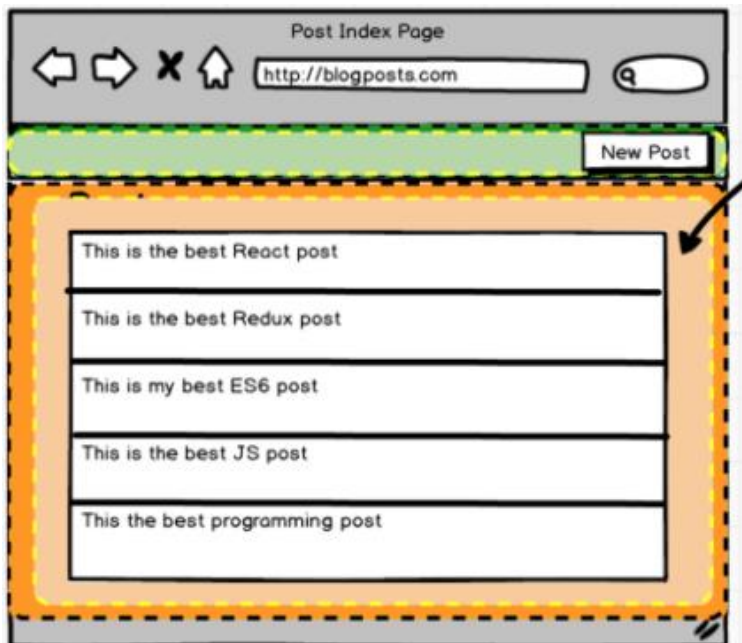 Post Index Page
http://blogposts.com
New Post
This is the best React post
This is the best Redux post
This is my best ES6 post
This is the best JS post
This the best programming post